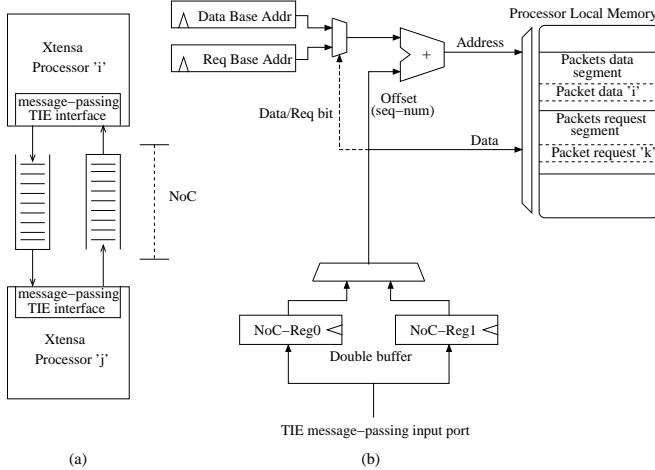 Xtensa
Processor 'i'
message-passing
TIE interface
NoC
message-passing
TIE interface
Xtensa
Processor 'j'
(a)
Data Base Addr
Req Base Addr
Data/Req bit
+
Offset
(seq-num)
Address
Data
Processor Local Memory
Packets data
segment
Packet data 'i'
Packets request
segment
Packet request 'k'
NoC-Reg0
NoC-Reg1
Double buffer
TIE message-passing input port
(b)